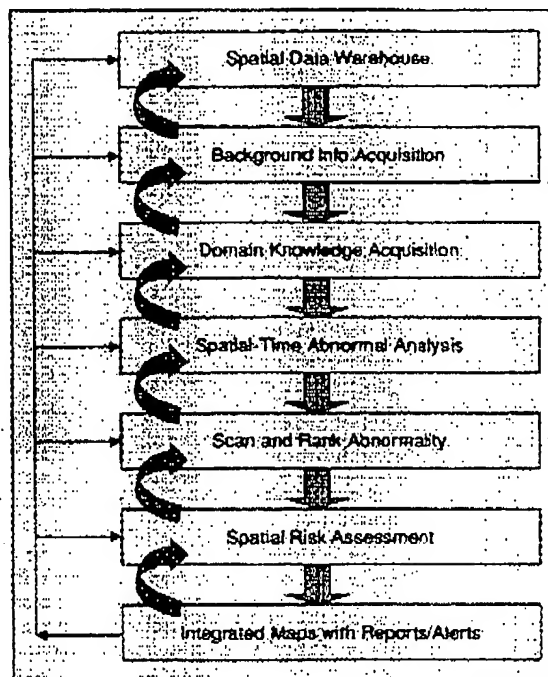 Spatial Data Warehouse
Background Info Acquisition
Domain Knowledge Acquisition
Spatial-Time Abnormal Analysis
Scan and Rank Abnormality
Spatial Risk Assessment
Integrated Maps with Reports/Alerts